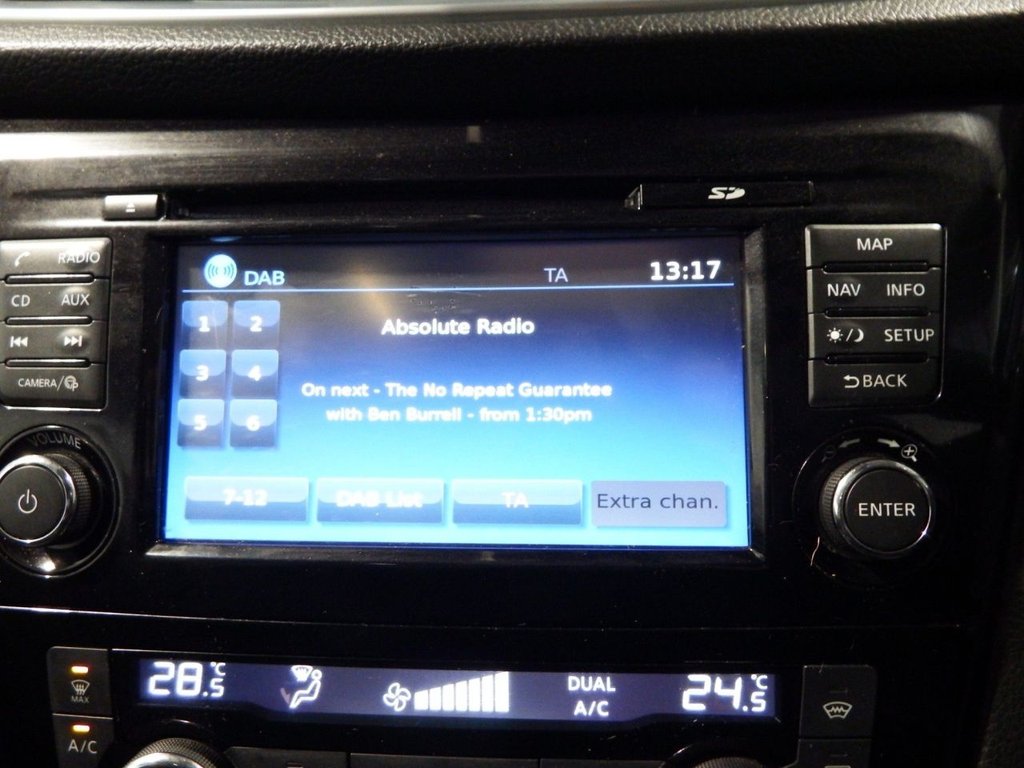 SD
RADIO
CD AUX
CAMERA/
VOLUME
DAB TA 13:17
1 2
3 4
5 6
Absolute Radio
On next - The No Repeat Guarantee
with Ben Burrell - from 1:30pm
7-12 DAB List TA Extra chan.
MAP
NAV INFO
SETUP
BACK
ENTER
MAX
A/C
28.5°C
DUAL
A/C
24.5°C